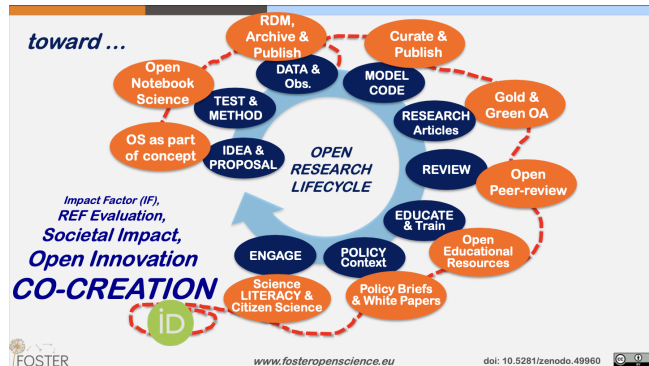 toward ...
RDM,
Archive &
Publish
Curate &
Publish
Open
Notebook
Science
DATA &
Obs.
MODEL
CODE
Gold &
Green OA
TEST &
METHOD
RESEARCH
Articles
OS as part
of concept
IDEA &
PROPOSAL
OPEN
RESEARCH
LIFECYCLE
REVIEW
Open
Peer-review
Impact Factor (IF),
REF Evaluation,
Societal Impact,
Open Innovation
CO-CREATION
EDUCATE
& Train
Open
Educational
Resources
ENGAGE
POLICY
Context
Science
LITERACY &
Citizen Science
Policy Briefs
& White Papers
iD
FOSTER
www.fosteropenscience.eu
doi: 10.5281/zenodo.49960